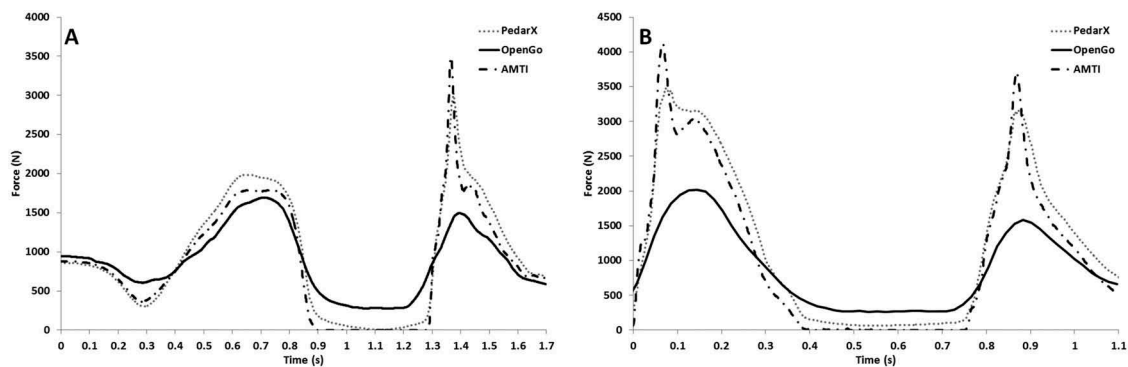 A
PedarX
OpenGo
AMTI
4000
3500
3000
2500
2000
1500
1000
500
0
Force (N)
0 0.1 0.2 0.3 0.4 0.5 0.6 0.7 0.8 0.9 1 1.1 1.2 1.3 1.4 1.5 1.6 1.7
Time (s)
B
PedarX
OpenGo
AMTI
4500
4000
3500
3000
2500
2000
1500
1000
500
0
Force (N)
0 0.1 0.2 0.3 0.4 0.5 0.6 0.7 0.8 0.9 1 1.1
Time (s)